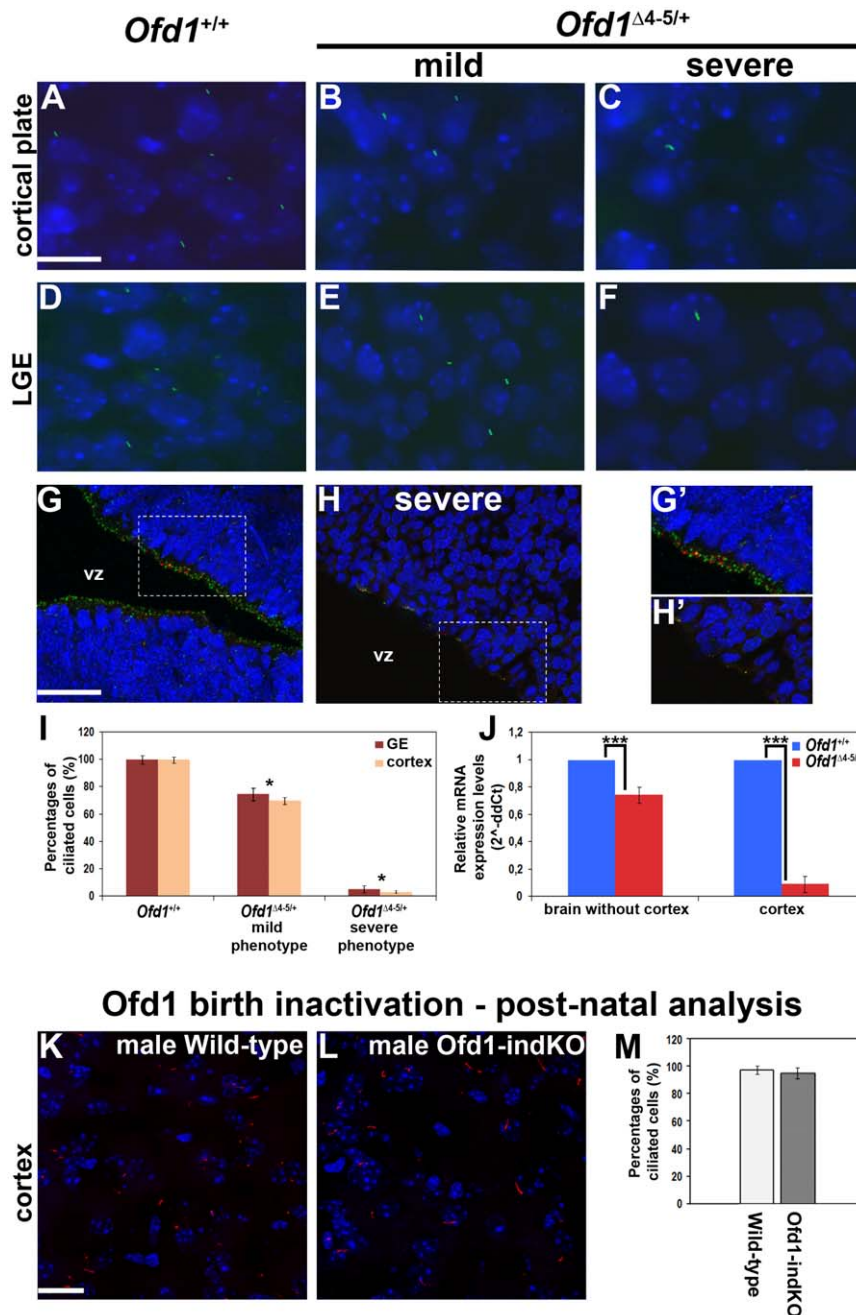 Ofd1+/+
Ofd1Δ4-5/+
mild
severe
cortical plate
A
B
C
LGE
D
E
F
G
vz
H
severe
vz
G'
H'
I
Percentages of
ciliated cells (%)
120
100
80
60
40
20
0
GE
cortex
*
*
Ofd1+/+
Ofd1Δ4-5/+
mild
phenotype
Ofd1Δ4-5/+
severe
phenotype
J
Relative mRNA
expression levels
(2^-ddCt)
1,2
1
0,8
0,6
0,4
0,2
0
***
***
Ofd1+/+
Ofd1Δ4-5/
brain without cortex
cortex
Ofd1 birth inactivation - post-natal analysis
cortex
K
male Wild-type
L
male Ofd1-indKO
M
Percentages of
ciliated cells (%)
120
100
80
60
40
20
0
Wild-type
Ofd1-indKO